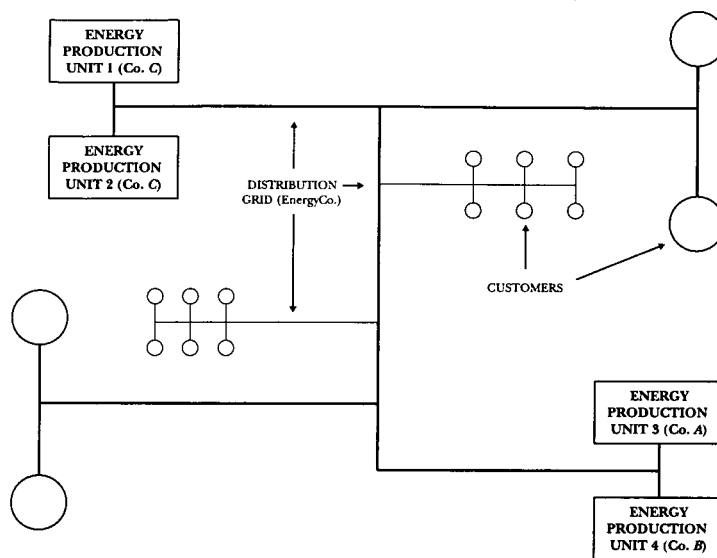 ENERGY
PRODUCTION
UNIT 1 (Co. C)
ENERGY
PRODUCTION
UNIT 2 (Co. C)
DISTRIBUTION
GRID (EnergyCo.)
CUSTOMERS
ENERGY
PRODUCTION
UNIT 3 (Co. A)
ENERGY
PRODUCTION
UNIT 4 (Co. B)